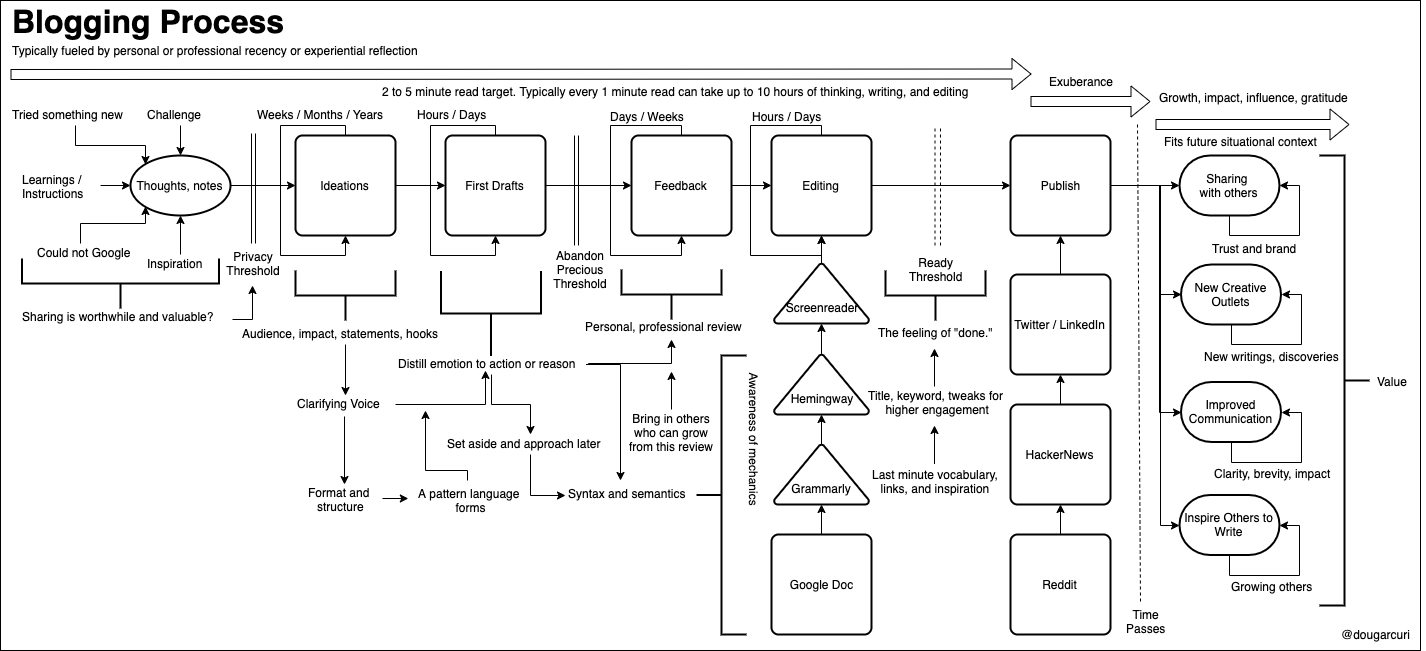 Blogging Process
Typically fueled by personal or professional recency or experiential reflection
2 to 5 minute read target. Typically every 1 minute read can take up to 10 hours of thinking, writing, and editing
Exuberance
Growth, impact, influence, gratitude
Fits future situational context
Tried something new
Challenge
Learnings /
Instructions
Thoughts, notes
Could not Google
Inspiration
Sharing is worthwhile and valuable?
Privacy
Threshold
Weeks / Months / Years
Ideations
Audience, impact, statements, hooks
Clarifying Voice
Format and
structure
A pattern language
forms
Hours / Days
First Drafts
Distill emotion to action or reason
Set aside and approach later
Syntax and semantics
Abandon
Precious
Threshold
Days / Weeks
Feedback
Personal, professional review
Bring in others
who can grow
from this review
Awareness of mechanics
Hours / Days
Editing
Screenreader
Hemingway
Grammarly
Google Doc
Ready
Threshold
The feeling of "done."
Title, keyword, tweaks for
higher engagement
Last minute vocabulary,
links, and inspiration
Publish
Twitter / LinkedIn
HackerNews
Reddit
Time
Passes
Sharing
with others
Trust and brand
New Creative
Outlets
New writings, discoveries
Improved
Communication
Clarity, brevity, impact
Inspire Others to
Write
Growing others
Value
@dougarcuri